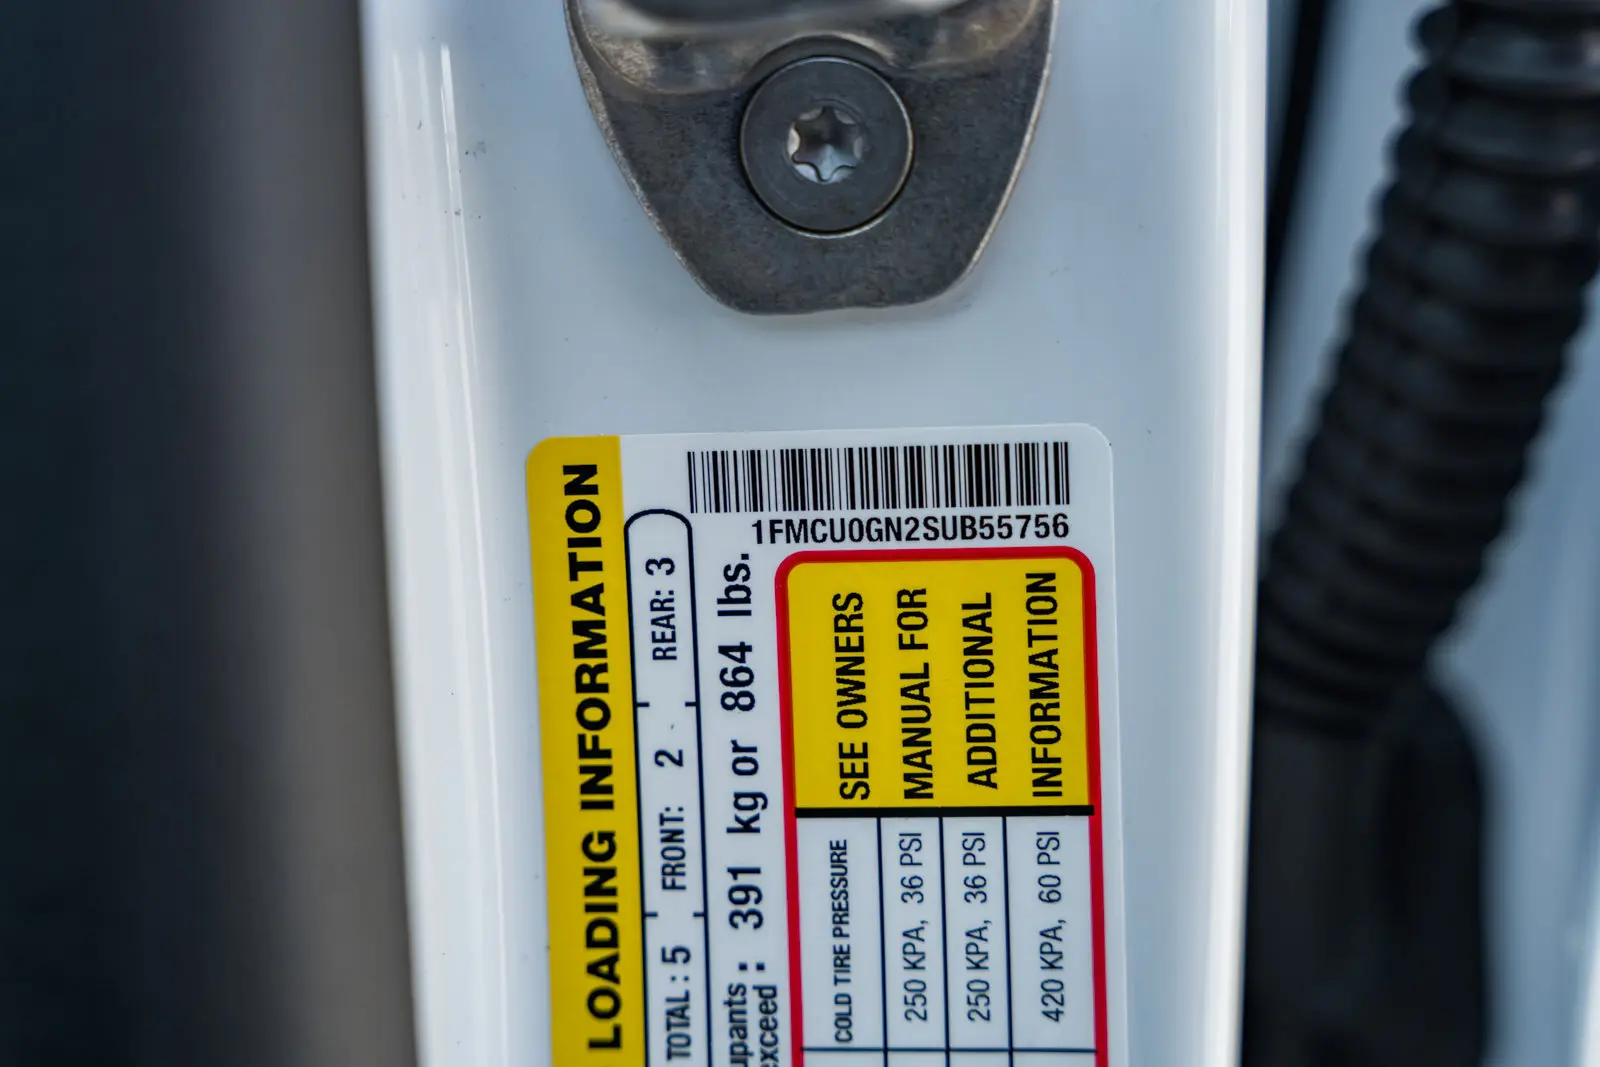 1FMCU0GN2SUB55756
LOADING INFORMATION
TOTAL : 5 FRONT: 2 REAR: 3
upants : 391 kg or 864 lbs.
exceed
COLD TIRE PRESSURE
250 KPA, 36 PSI
250 KPA, 36 PSI
420 KPA, 60 PSI
SEE OWNERS
MANUAL FOR
ADDITIONAL
INFORMATION